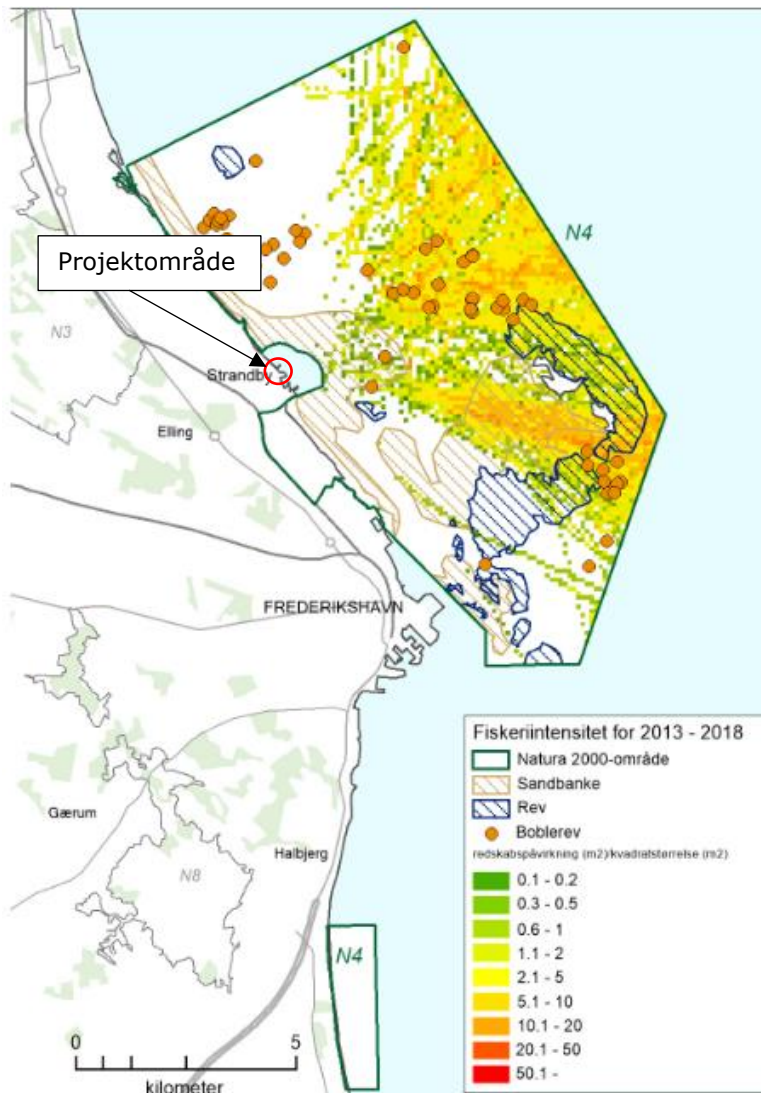 N4
Projektområde
N3
Strandby
Elling
FREDERIKSHAVN
Fiskeriintensitet for 2013 - 2018
Natura 2000-område
Sandbanke
Rev
Boblerev
redskabspåvirkning (m2)/kvadratstørrelse (m2)
0.1 - 0.2
0.3 - 0.5
0.6 - 1
1.1 - 2
2.1 - 5
5.1 - 10
10.1 - 20
20.1 - 50
50.1 -
Gærum
Halbjerg
N8
N4
0 5
kilometer